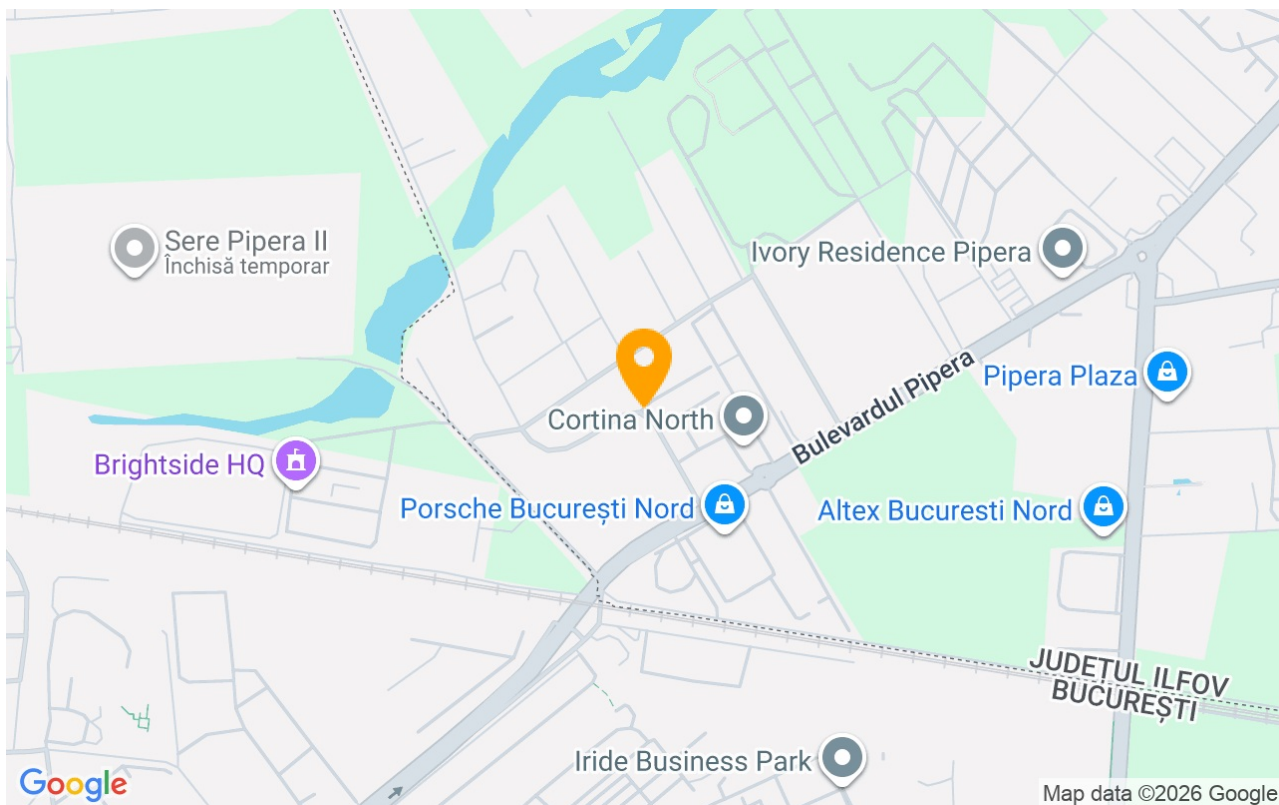 Sere Pipera II
Închisă temporar
Ivory Residence Pipera
Pipera Plaza
Bulevardul Pipera
Cortina North
Brightside HQ
Porsche București Nord
Altex Bucuresti Nord
JUDEȚUL ILFOV
BUCUREȘTI
Iride Business Park
Google
Map data ©2026 Google